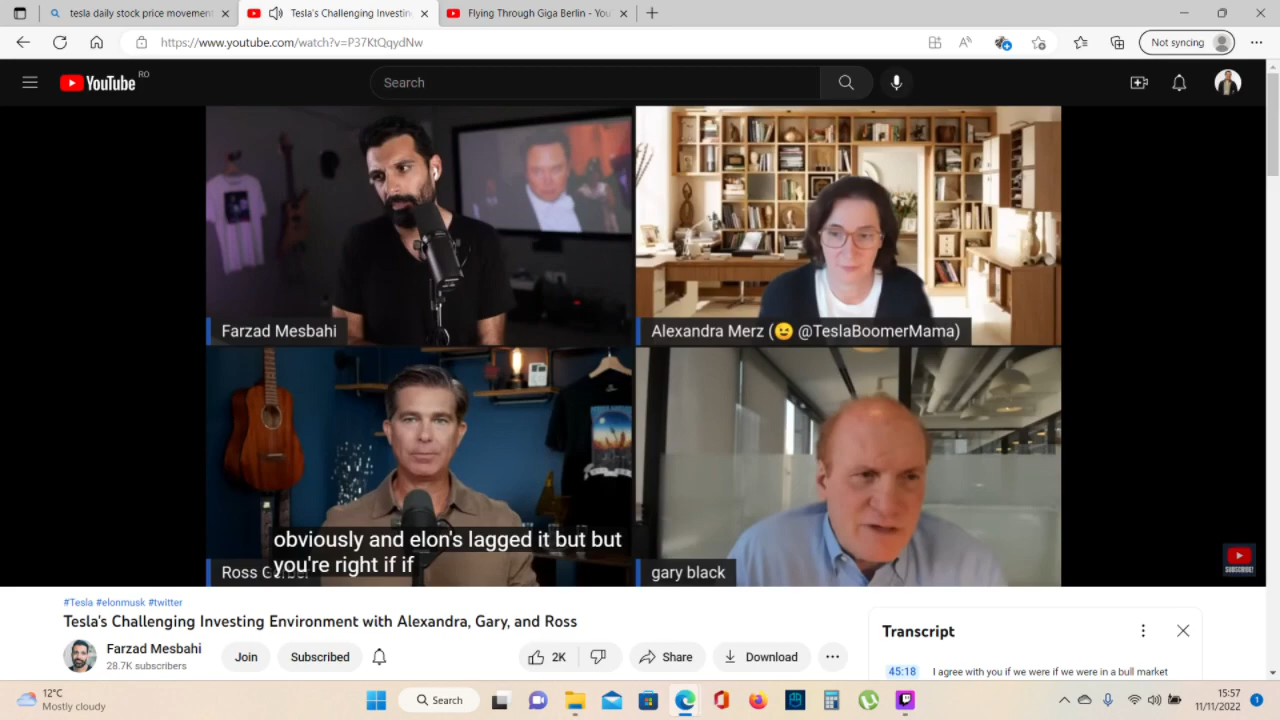 tesla daily stock price movement
Tesla's Challenging Investing
Flying Through Giga Berlin - You
https://www.youtube.com/watch?v=P37KtQqydNw
Not syncing
YouTube
RO
Search
Farzad Mesbahi
Alexandra Merz (😉 @TeslaBoomerMama)
obviously and elon's lagged it but but
you're right if if
Ross
gary black
SUBSCRIBE!
#Tesla #elonmusk #twitter
Tesla's Challenging Investing Environment with Alexandra, Gary, and Ross
Farzad Mesbahi
28.7K subscribers
Join
Subscribed
2K
Share
Download
Transcript
45:18
I agree with you if we were if we were in a bull market
12°C
Mostly cloudy
Search
15:57
11/11/2022
1